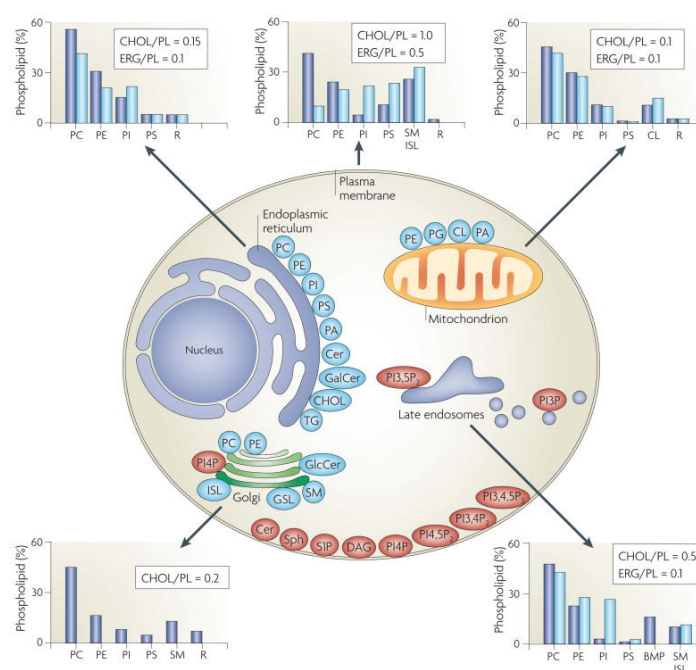 Phospholipid (%)
60
30
0
PC PE PI PS R
CHOL/PL = 0.15
ERG/PL = 0.1
Phospholipid (%)
60
30
0
PC PE PI PS SM R
ISL
CHOL/PL = 1.0
ERG/PL = 0.5
Phospholipid (%)
60
30
0
PC PE PI PS CL R
CHOL/PL = 0.1
ERG/PL = 0.1
Plasma
membrane
Endoplasmic
reticulum
PC
PE
PI
PS
PA
Cer
GalCer
CHOL
TG
Nucleus
PE PG CL PA
Mitochondrion
PI3,5P₂
Late endosomes
PI3P
PC PE
PI4P
GlcCer
ISL
Golgi
GSL
SM
Cer
Sph
S1P
DAG
PI4P
PI4,5P₂
PI3,4P₂
PI3,4,5P₃
Phospholipid (%)
60
30
0
PC PE PI PS SM R
CHOL/PL = 0.2
Phospholipid (%)
60
30
0
PC PE PI PS BMP SM
ISL
CHOL/PL = 0.5
ERG/PL = 0.1